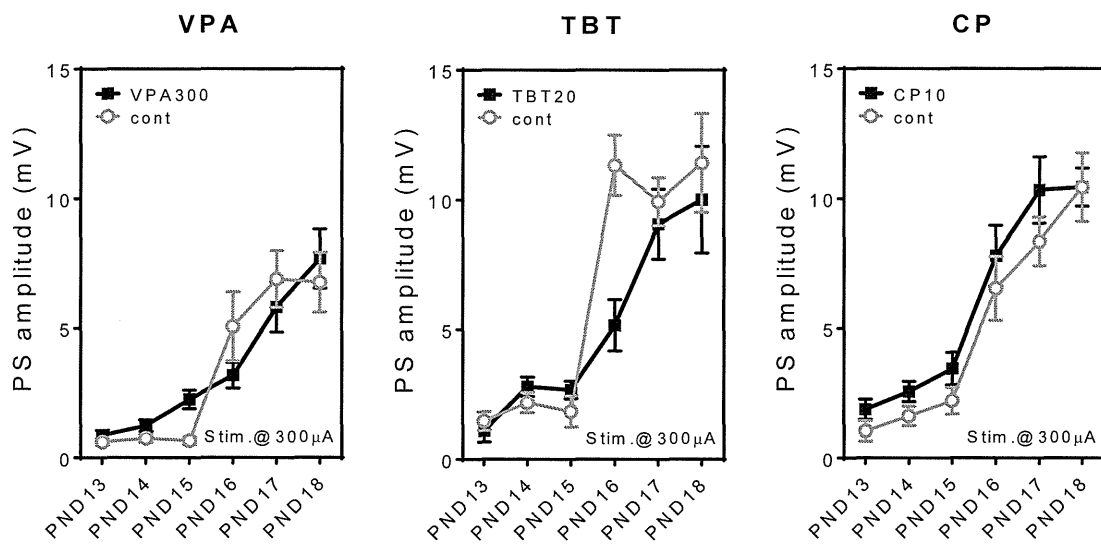 VPA
TBT
CP
PS amplitude (mV)
15
10
5
0
VPA300
cont
Stim.@ 300µA
PND13
PND14
PND15
PND16
PND17
PND18
PS amplitude (mV)
15
10
5
0
TBT20
cont
Stim.@ 300µA
PND13
PND14
PND15
PND16
PND17
PND18
PS amplitude (mV)
15
10
5
0
CP10
cont
Stim.@ 300µA
PND13
PND14
PND15
PND16
PND17
PND18